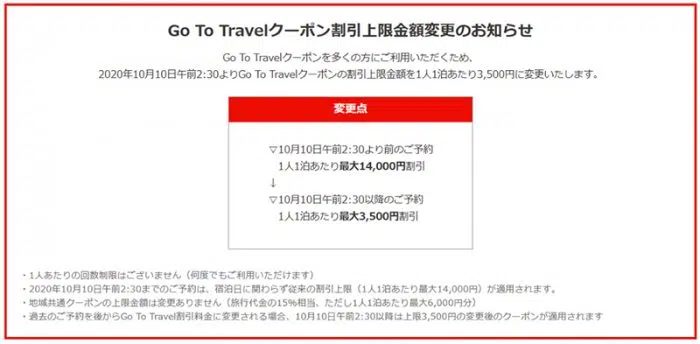 Go To Travelクーポン割引上限金額変更のお知らせ
Go To Travelクーポンを多くの方にご利用いただくため、
2020年10月10日午前2:30よりGo To Travelクーポンの割引上限金額を1人1泊あたり3,500円に変更いたします。
変更点
▽10月10日午前2:30より前のご予約
1人1泊あたり最大14,000円割引
↓
▽10月10日午前2:30以降のご予約
1人1泊あたり最大3,500円割引
・1人あたりの回数制限はございません（何度でもご利用いただけます）
・2020年10月10日午前2:30までのご予約は、宿泊日に関わらず従来の割引上限（1人1泊あたり最大14,000円）が適用されます。
・地域共通クーポンの上限金額は変更ありません（旅行代金の15%相当、ただし1人1泊あたり最大6,000円分）
・過去のご予約を後からGo To Travel割引料金に変更される場合、10月10日午前2:30以降は上限3,500円の変更後のクーポンが適用されます